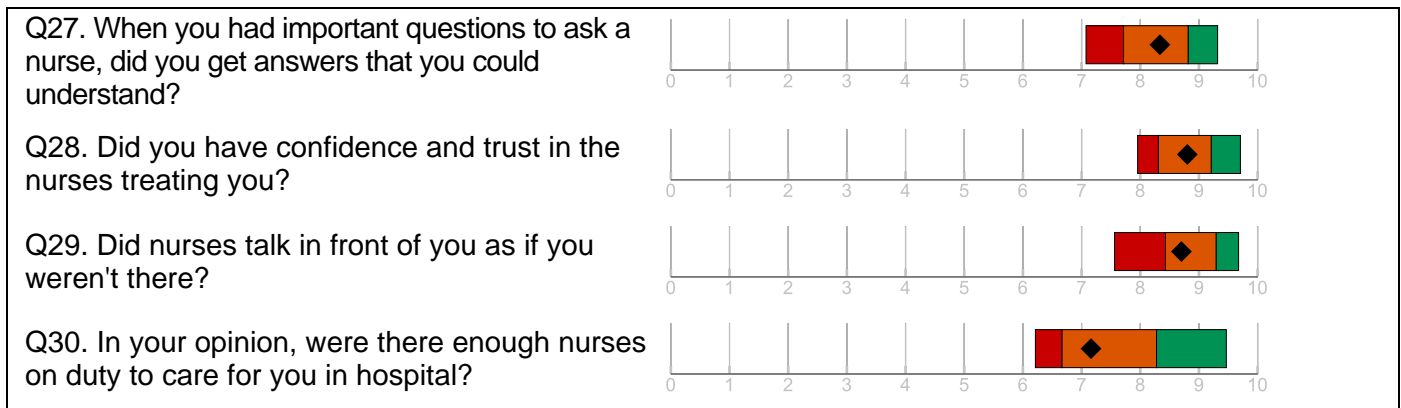 Q27. When you had important questions to ask a
nurse, did you get answers that you could
understand?
0 1 2 3 4 5 6 7 8 9 10
Q28. Did you have confidence and trust in the
nurses treating you?
0 1 2 3 4 5 6 7 8 9 10
Q29. Did nurses talk in front of you as if you
weren't there?
0 1 2 3 4 5 6 7 8 9 10
Q30. In your opinion, were there enough nurses
on duty to care for you in hospital?
0 1 2 3 4 5 6 7 8 9 10